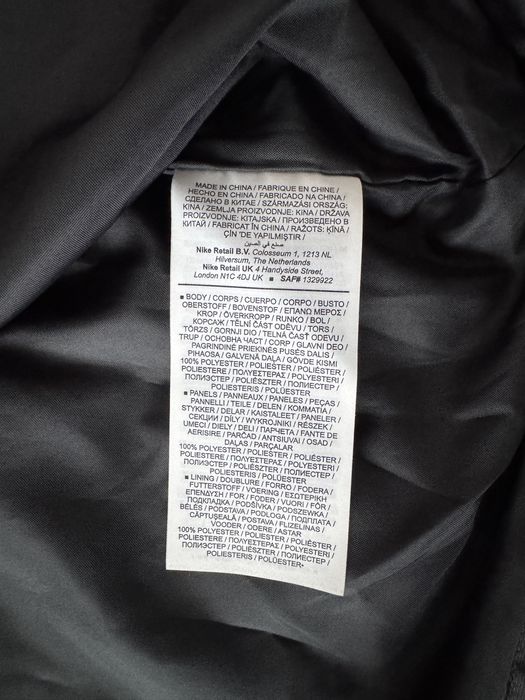 MADE IN CHINA / FABRIQUE EN CHINE /
HECHO EN CHINA / FABRICADO NA CHINA /
СДЕЛАНО В КИТАЕ / SZÁRMAZÁSI ORSZÁG:
KÍNA / ZEMLJA PROIZVODNJE: KINA / DRŽAVA
PROIZVODNJE: KITAJSKA / ПРОИЗВЕДЕНО В
КИТАЙ / FABRICAT ÎN CHINA / RAŽOTS: ĶĪNĀ /
ÇİN 'DE YAPILMIŞTIR /
صنع في الصين
Nike Retail B.V. Colosseum 1, 1213 NL
Hilversum, The Netherlands
Nike Retail UK 4 Handyside Street,
London N1C 4DJ UK ■ SAF# 1329922
■ BODY / CORPS / CUERPO / CORPO / BUSTO /
OBERSTOFF / BOVENSTOF / ΕΠΑΝΩ ΜΕΡΟΣ /
KROP / ÖVERKROPP / RUNKO / BOL /
КОРСАЖ / TĚLNÍ ČÁST ODĚVU / TORS /
TÖRZS / GORNJI DIO / TELNÁ ČASŤ ODEVU /
TRUP / ОСНОВНА ЧАСТ / CORP / GLAVNI DEO /
PAGRINDINĖ PRIEKINĖS PUSĖS DALIS /
PIHAOSA / GALVENĀ DAĻA / GÖVDE KISMI
100% POLYESTER / POLIÉSTER / POLIESTER /
POLIESTERE / ΠΟΛΥΕΣΤΕΡΑΣ / POLYESTERI /
ПОЛИЭСТЕР / POLIÉSZTER / ПОЛИЕСТЕР /
POLIESTERIS / POLÜESTER
■ PANELS / PANNEAUX / PANELES / PEÇAS /
PANNELLI / TEILE / DELEN / ΚΟΜΜΑΤΙΑ /
STYKKER / DELAR / KAISTALEET / PANELER /
СЕКЦИИ / DÍLY / WYKROJNIKI / RÉSZEK /
UMECI / DIELY / DELI / ПАРЧЕТА / FANTE DE
AERISIRE / PARČAD / ANTSIUVAI / OSAD /
DAĻAS / PARÇALAR
100% POLYESTER / POLIÉSTER / POLIESTER /
POLIESTERE / ΠΟΛΥΕΣΤΕΡΑΣ / POLYESTERI /
ПОЛИЭСТЕР / POLIÉSZTER / ПОЛИЕСТЕР /
POLIESTERIS / POLÜESTER
■ LINING / DOUBLURE / FORRO / FODERA /
FUTTERSTOFF / VOERING / ΕΣΩΤΕΡΙΚΗ
ΕΠΕΝΔΥΣΗ / FOR / FODER / VUORI / FÔR /
ПОДКЛАДКА / PODŠÍVKA / PODSZEWKA /
BÉLÉS / PODSTAVA / PODLOGA / ПОДПЛАТА /
CĂPTUȘEALĂ / POSTAVA / FLIZELINAS /
VOODER / ODERE / ASTAR
100% POLYESTER / POLIÉSTER / POLIESTER /
POLIESTERE / ΠΟΛΥΕΣΤΕΡΑΣ / POLYESTERI /
ПОЛИЭСТЕР / POLIÉSZTER / ПОЛИЕСТЕР /
POLIESTERIS / POLÜESTER